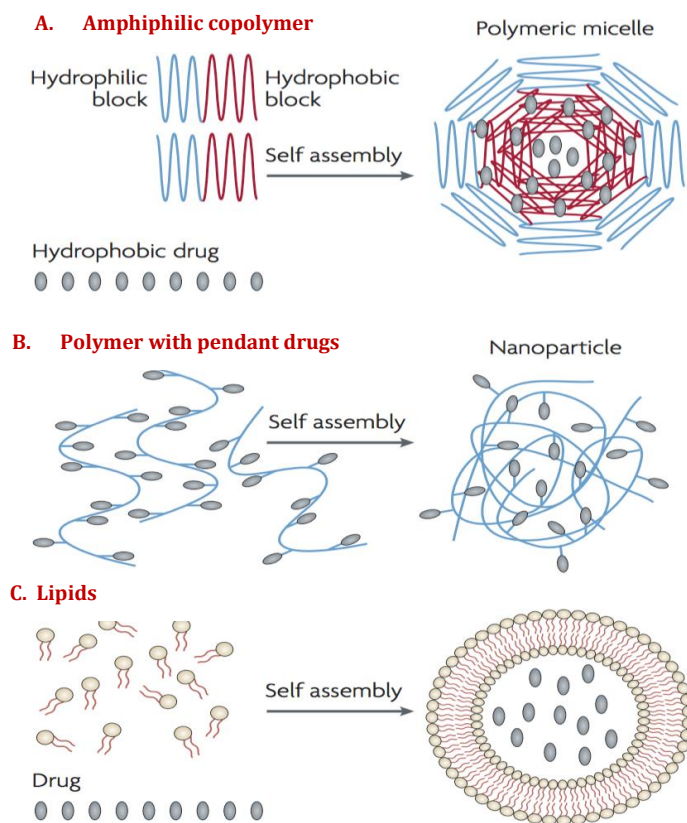 A. Amphiphilic copolymer
Polymeric micelle
Hydrophilic
block
Hydrophobic
block
Self assembly
Hydrophobic drug
B. Polymer with pendant drugs
Nanoparticle
Self assembly
C. Lipids
Self assembly
Drug